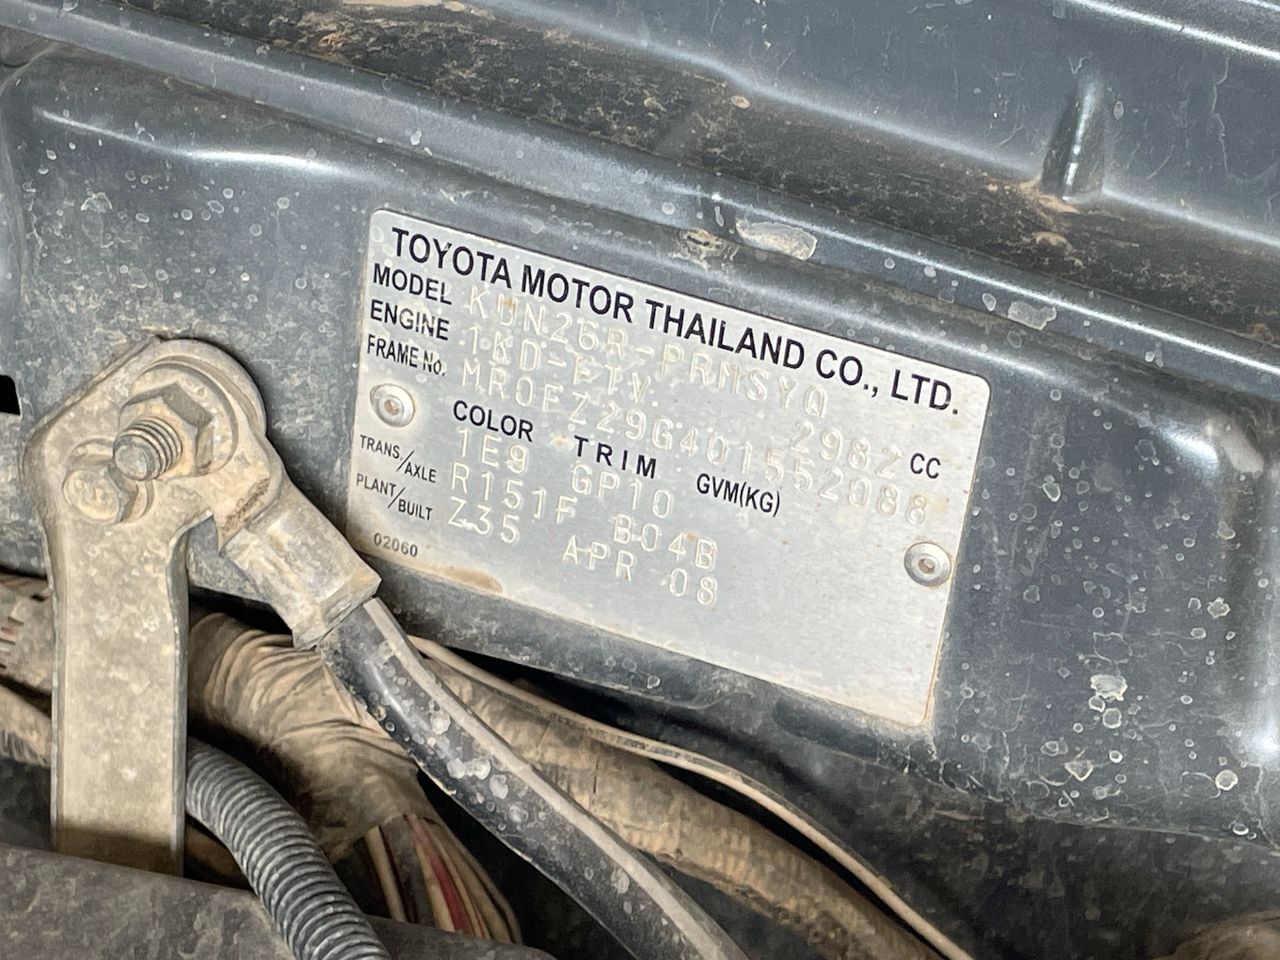 TOYOTA MOTOR THAILAND CO., LTD.
MODEL KUN26R-PRMSYQ
ENGINE 1KD-FTV. 2982 CC
FRAME NO. MR0FZ29G401552088
COLOR TRIM GVM(KG)
1E9 GP10
TRANS./AXLE R151F B04B
PLANT/BUILT Z35 APR 08
02060